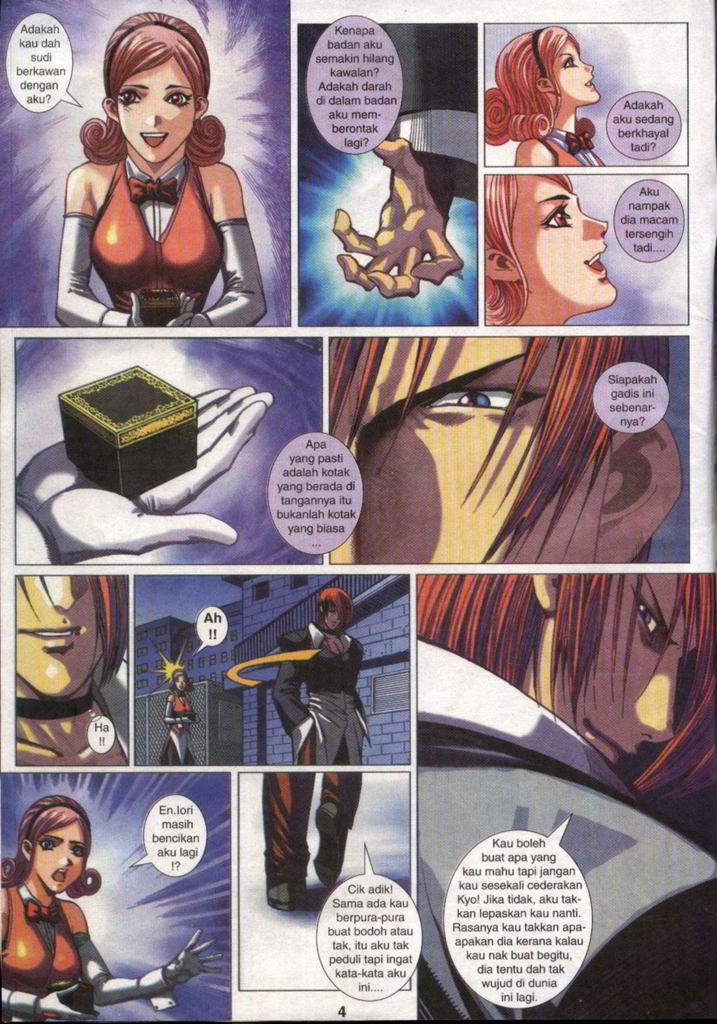 Adakah
kau dah
sudi
berkawan
dengan
aku?
Kenapa
badan aku
semakin hilang
kawalan?
Adakah darah
di dalam badan
aku mem-
berontak
lagi?
Adakah
aku sedang
berkhayal
tadi?
Aku
nampak
dia macam
tersengih
tadi....
Apa
yang pasti
adalah kotak
yang berada di
tangannya itu
bukanlah kotak
yang biasa
...
Siapakah
gadis ini
sebenar-
nya?
Ha
!!
Ah
!!
En.Iori
masih
bencikan
aku lagi
!?
Cik adik!
Sama ada kau
berpura-pura
buat bodoh atau
tak, itu aku tak
peduli tapi ingat
kata-kata aku
ini....
Kau boleh
buat apa yang
kau mahu tapi jangan
kau sesekali cederakan
Kyo! Jika tidak, aku tak-
kan lepaskan kau nanti.
Rasanya kau takkan apa-
apakan dia kerana kalau
kau nak buat begitu,
dia tentu dah tak
wujud di dunia
ini lagi.
4